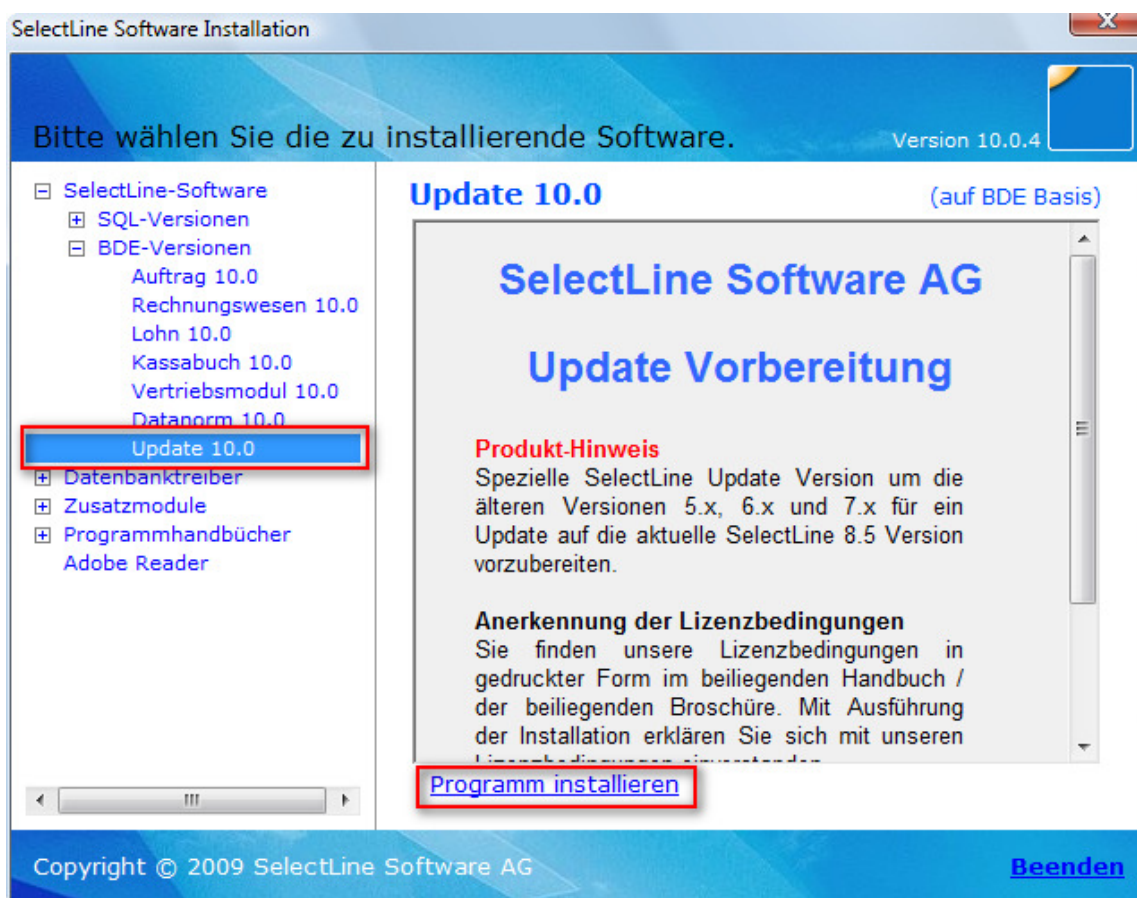 SelectLine Software Installation
Bitte wählen Sie die zu installierende Software.
Version 10.0.4
SelectLine-Software
SQL-Versionen
BDE-Versionen
Auftrag 10.0
Rechnungswesen 10.0
Lohn 10.0
Kassabuch 10.0
Vertriebsmodul 10.0
Datanorm 10.0
Update 10.0
Datenbanktreiber
Zusatzmodule
Programmhandbücher
Adobe Reader
Update 10.0
(auf BDE Basis)
SelectLine Software AG
Update Vorbereitung
Produkt-Hinweis
Spezielle SelectLine Update Version um die
älteren Versionen 5.x, 6.x und 7.x für ein
Update auf die aktuelle SelectLine 8.5 Version
vorzubereiten.
Anerkennung der Lizenzbedingungen
Sie finden unsere Lizenzbedingungen in
gedruckter Form im beiliegenden Handbuch /
der beiliegenden Broschüre. Mit Ausführung
der Installation erklären Sie sich mit unseren
Lizenzbedingungen einverstanden
Programm installieren
Copyright © 2009 SelectLine Software AG
Beenden